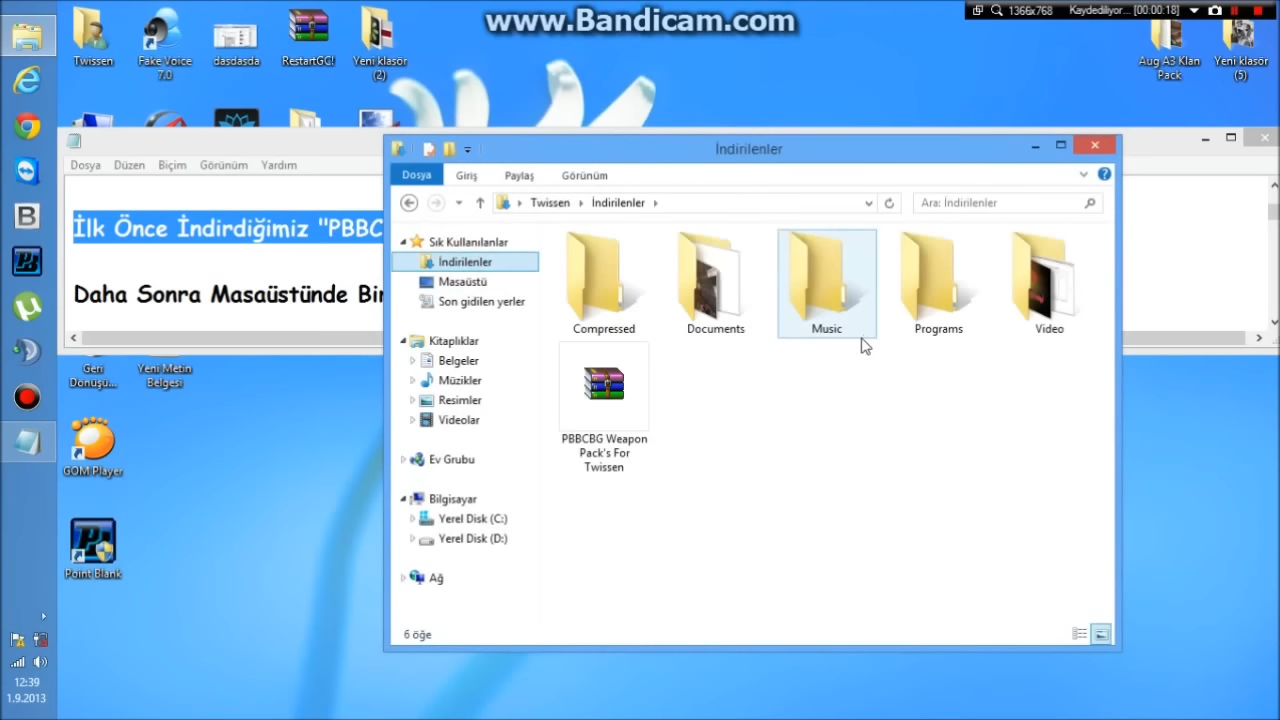 www.Bandicam.com
1366x768 Kaydediliyor... [00:00:18]
Twissen
Fake Voice
7.0
dasdasda
RestartGC!
Yeni klasör
(2)
Aug A3 Klan
Pack
Yeni klasör
(5)
Dosya Düzen Biçim Görünüm Yardım
İlk Önce İndirdiğimiz "PBBC
Daha Sonra Masaüstünde Bir
Geri
Dönüşü...
Yeni Metin
Belgesi
GOM Player
Point Blank
İndirilenler
Dosya Giriş Paylaş Görünüm
Twissen İndirilenler
Ara: İndirilenler
Sık Kullanılanlar
İndirilenler
Masaüstü
Son gidilen yerler
Kitaplıklar
Belgeler
Müzikler
Resimler
Videolar
Ev Grubu
Bilgisayar
Yerel Disk (C:)
Yerel Disk (D:)
Ağ
Compressed
Documents
Music
Programs
Video
PBBCBG Weapon
Pack's For
Twissen
6 öğe
12:39
1.9.2013